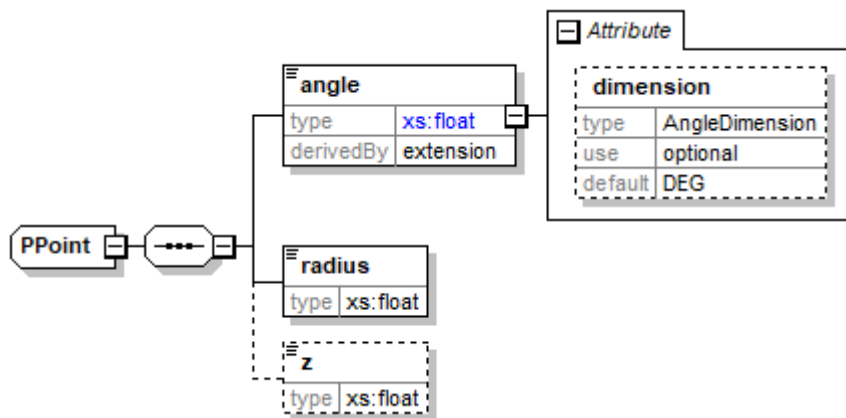 Attribute
angle
type xs:float
derivedBy extension
dimension
type AngleDimension
use optional
default DEG
PPoint
radius
type xs:float
z
type xs:float